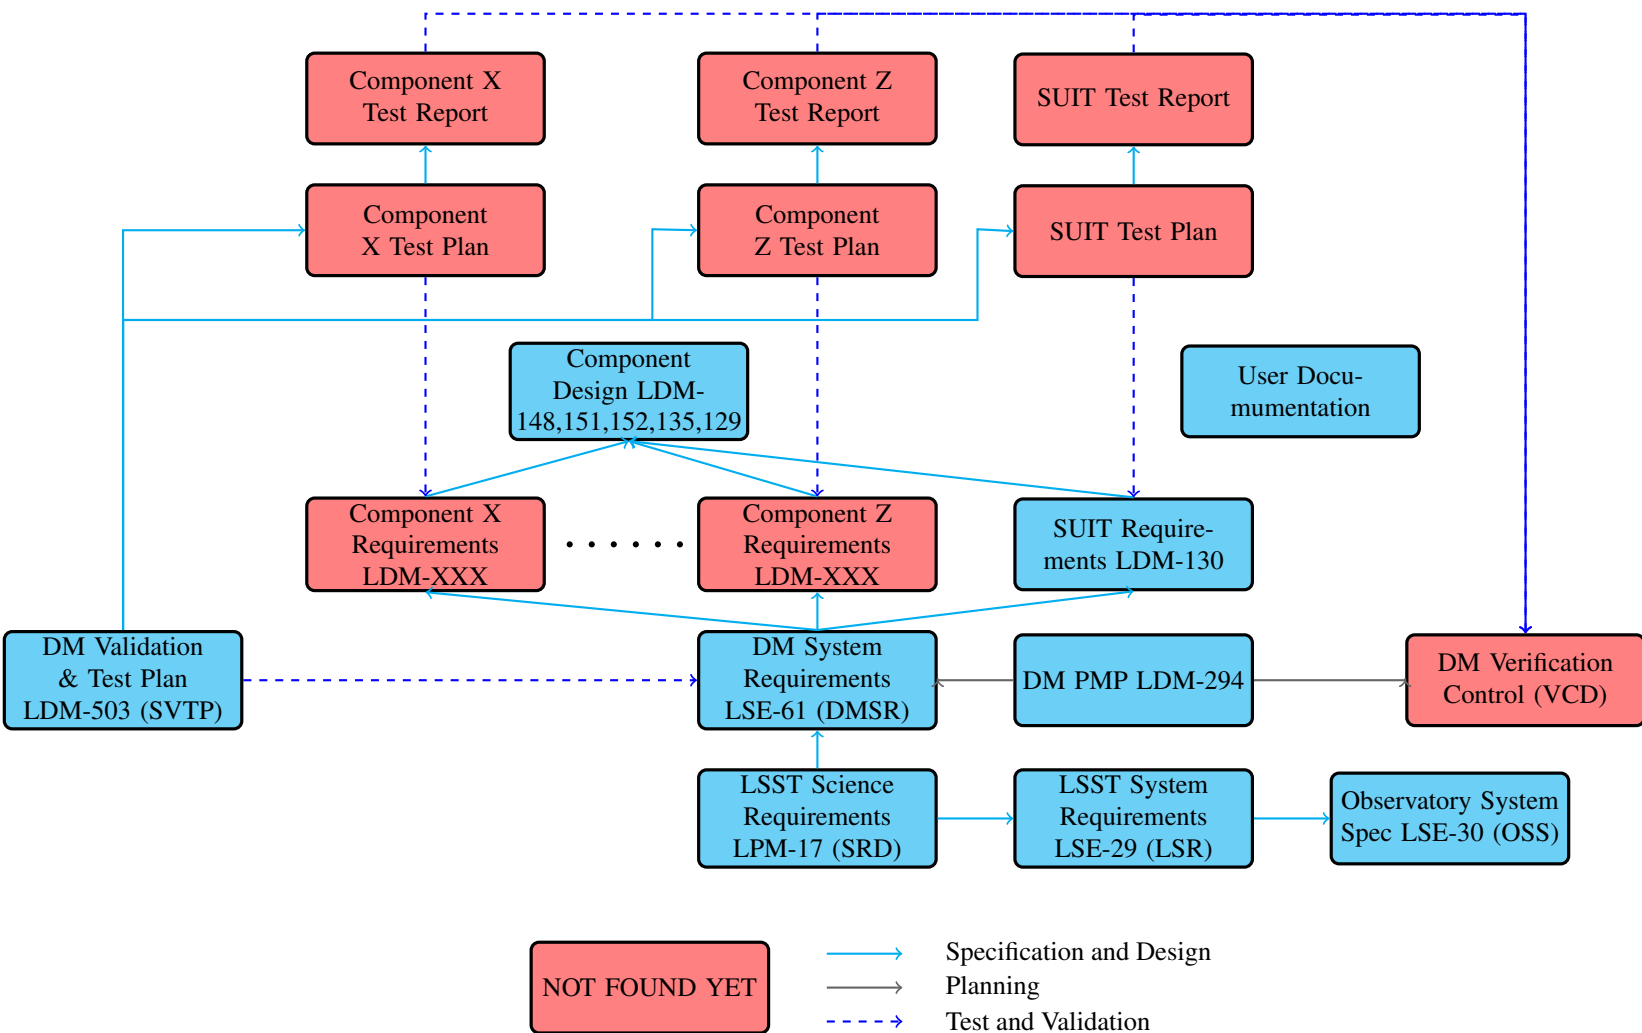 Component X
Test Report
Component Z
Test Report
SUIT Test Report
Component
X Test Plan
Component
Z Test Plan
SUIT Test Plan
Component
Design LDM-
148,151,152,135,129
User Docu-
mumentation
Component X
Requirements
LDM-XXX
. . . . . .
Component Z
Requirements
LDM-XXX
SUIT Require-
ments LDM-130
DM Validation
& Test Plan
LDM-503 (SVTP)
DM System
Requirements
LSE-61 (DMSR)
DM PMP LDM-294
DM Verification
Control (VCD)
LSST Science
Requirements
LPM-17 (SRD)
LSST System
Requirements
LSE-29 (LSR)
Observatory System
Spec LSE-30 (OSS)
NOT FOUND YET
Specification and Design
Planning
Test and Validation